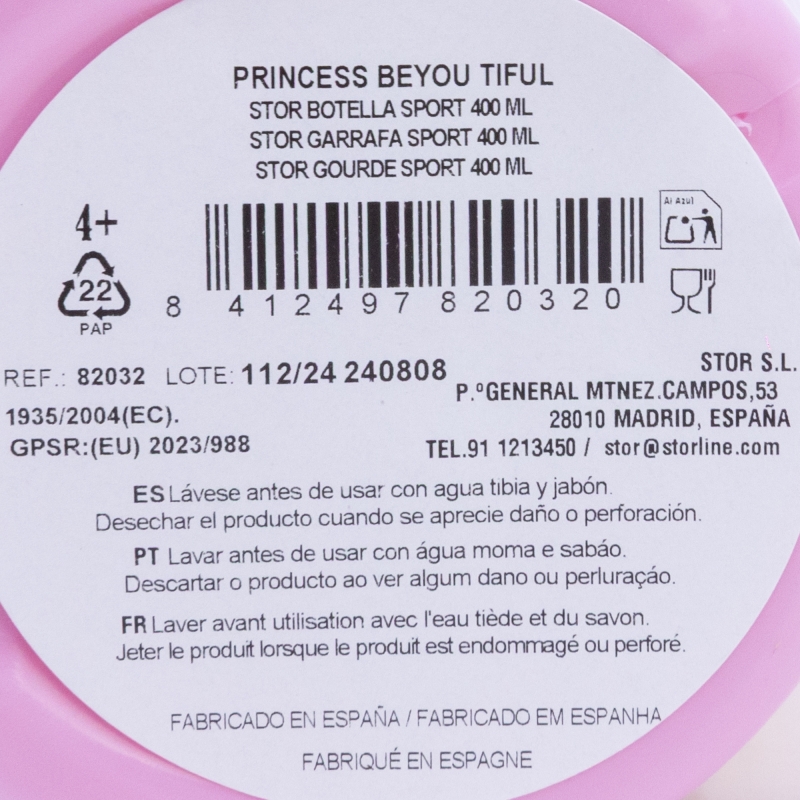 PRINCESS BEYOU TIFUL
STOR BOTELLA SPORT 400 ML
STOR GARRAFA SPORT 400 ML
STOR GOURDE SPORT 400 ML
4+
Al Azul
22
PAP
8 412497 820320
REF.: 82032 LOTE: 112/24 240808
1935/2004(EC).
GPSR:(EU) 2023/988
STOR S.L.
P.ºGENERAL MTNEZ.CAMPOS,53
28010 MADRID, ESPAÑA
TEL.91 1213450 / stor@storline.com
ES Lávese antes de usar con agua tibia y jabón.
Desechar el producto cuando se aprecie daño o perforación.
PT Lavar antes de usar con água moma e sabáo.
Descartar o producto ao ver algum dano ou perluraçáo.
FR Laver avant utilisation avec l'eau tiède et du savon.
Jeter le produit lorsque le produit est endommagé ou perforé.
FABRICADO EN ESPAÑA / FABRICADO EM ESPANHA
FABRIQUÉ EN ESPAGNE